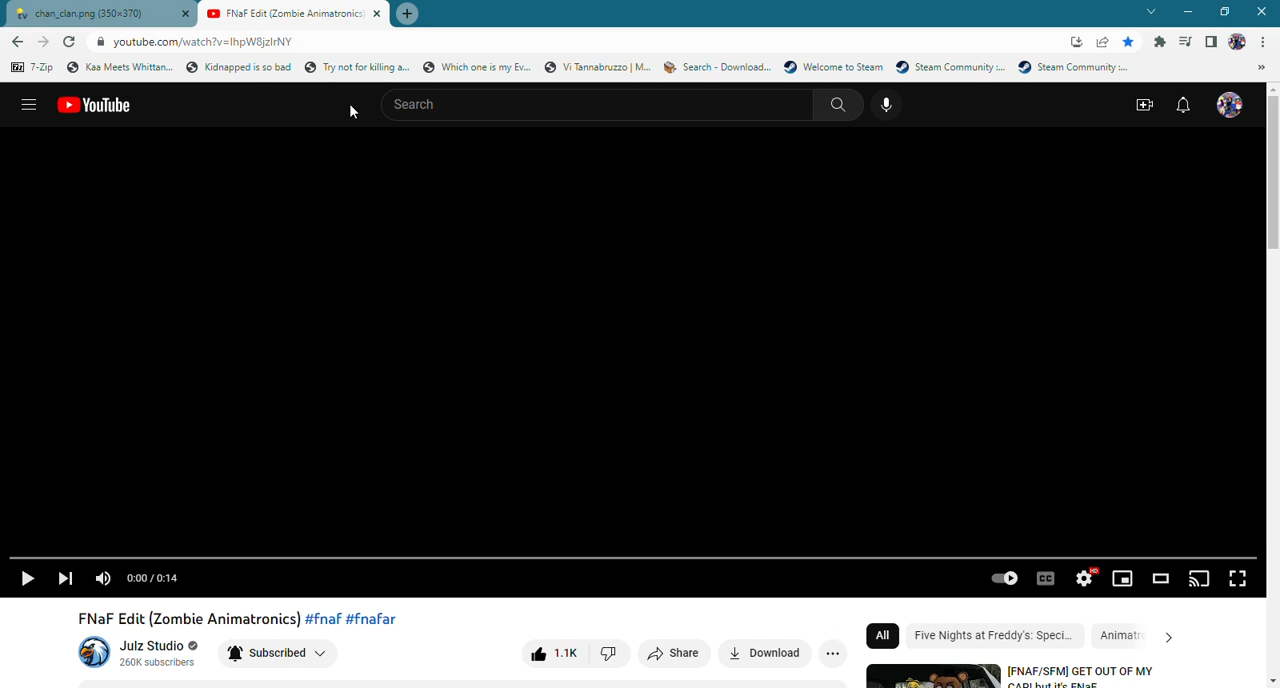 chan_clan.png (350×370)
FNaF Edit (Zombie Animatronics)
youtube.com/watch?v=IhpW8jzIrNY
7-Zip
Kaa Meets Whittan...
Kidnapped is so bad
Try not for killing a...
Which one is my Ev...
Vi Tannabruzzo | M...
Search - Download...
Welcome to Steam
Steam Community :...
Steam Community :...
»
YouTube
Search
0:00 / 0:14
CC
HD
FNaF Edit (Zombie Animatronics) #fnaf #fnafar
Julz Studio
260K subscribers
Subscribed
1.1K
Share
Download
All
Five Nights at Freddy's: Speci...
Animatr
[FNAF/SFM] GET OUT OF MY
CAR! but it's FNaF